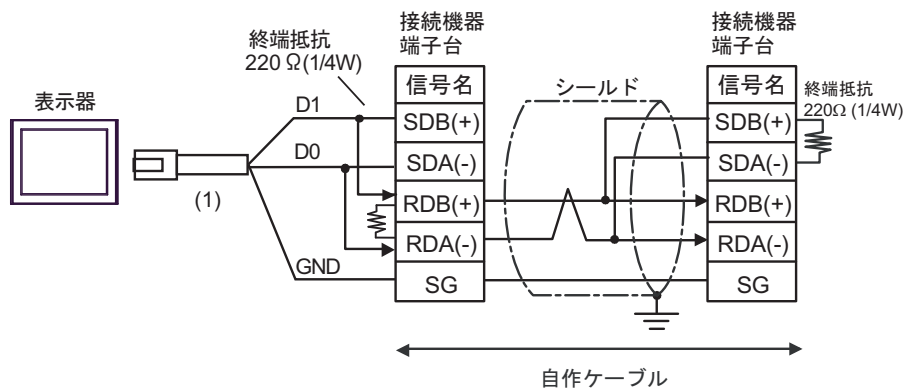 接続機器
端子台
接続機器
端子台
終端抵抗
220 Ω(1/4W)
表示器
信号名
シールド
信号名
終端抵抗
220Ω (1/4W)
D1
SDB(+)
SDB(+)
D0
SDA(-)
SDA(-)
(1)
RDB(+)
RDB(+)
RDA(-)
RDA(-)
GND
SG
SG
自作ケーブル